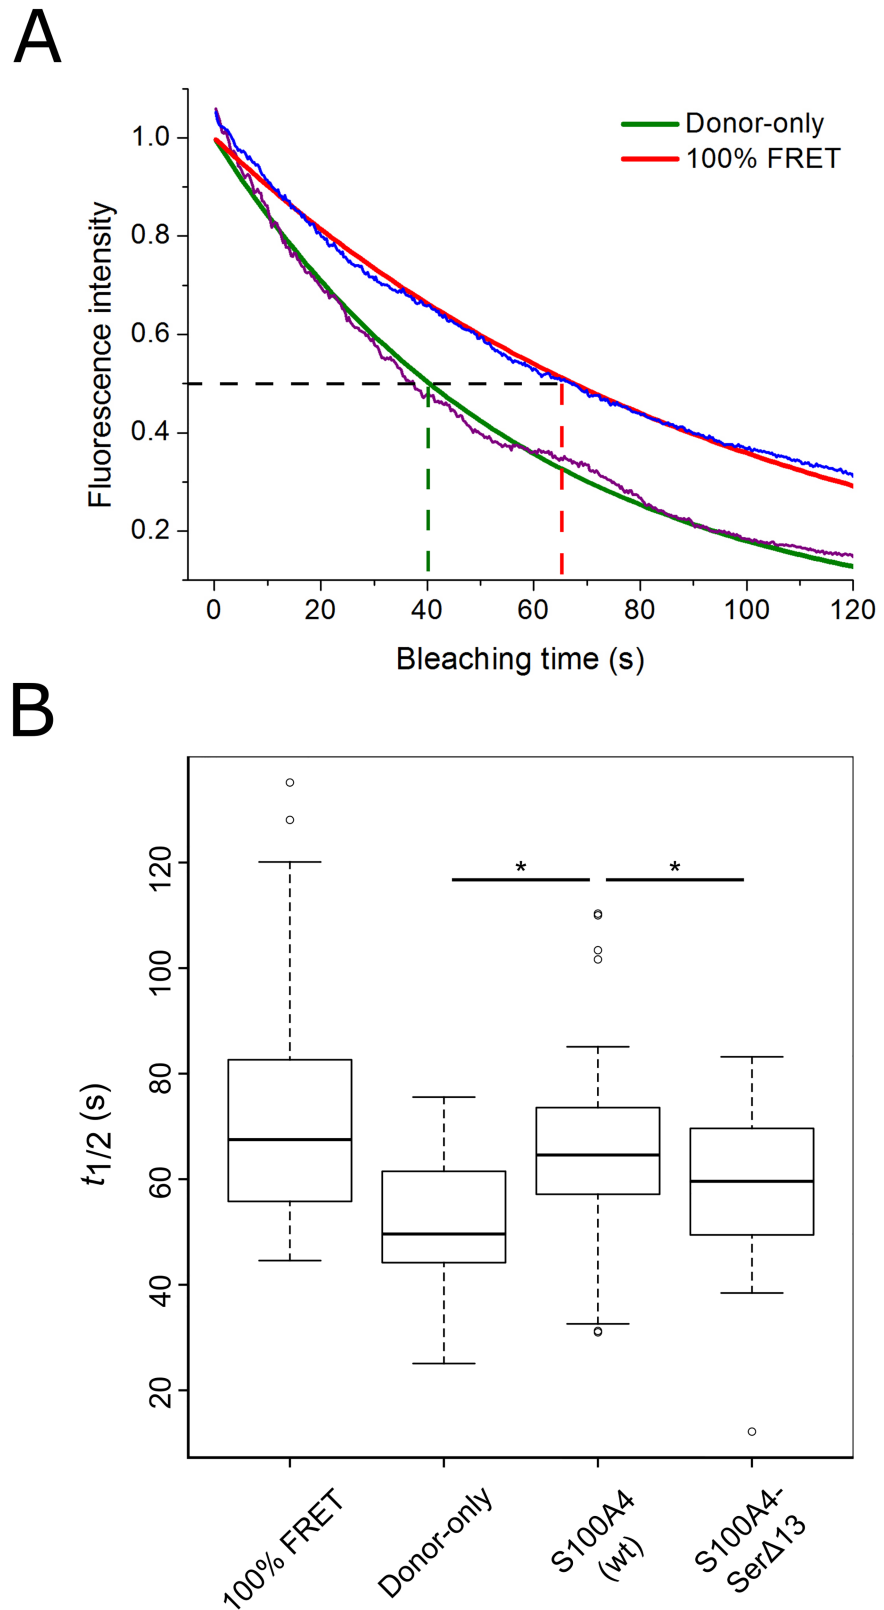 A
Donor-only
100% FRET
1.0
0.8
0.6
0.4
0.2
Fluorescence intensity
0 20 40 60 80 100 120
Bleaching time (s)
B
120
100
80
60
40
20
t1/2 (s)
* *
100% FRET
Donor-only
S100A4
(wt)
S100A4-
SerΔ13